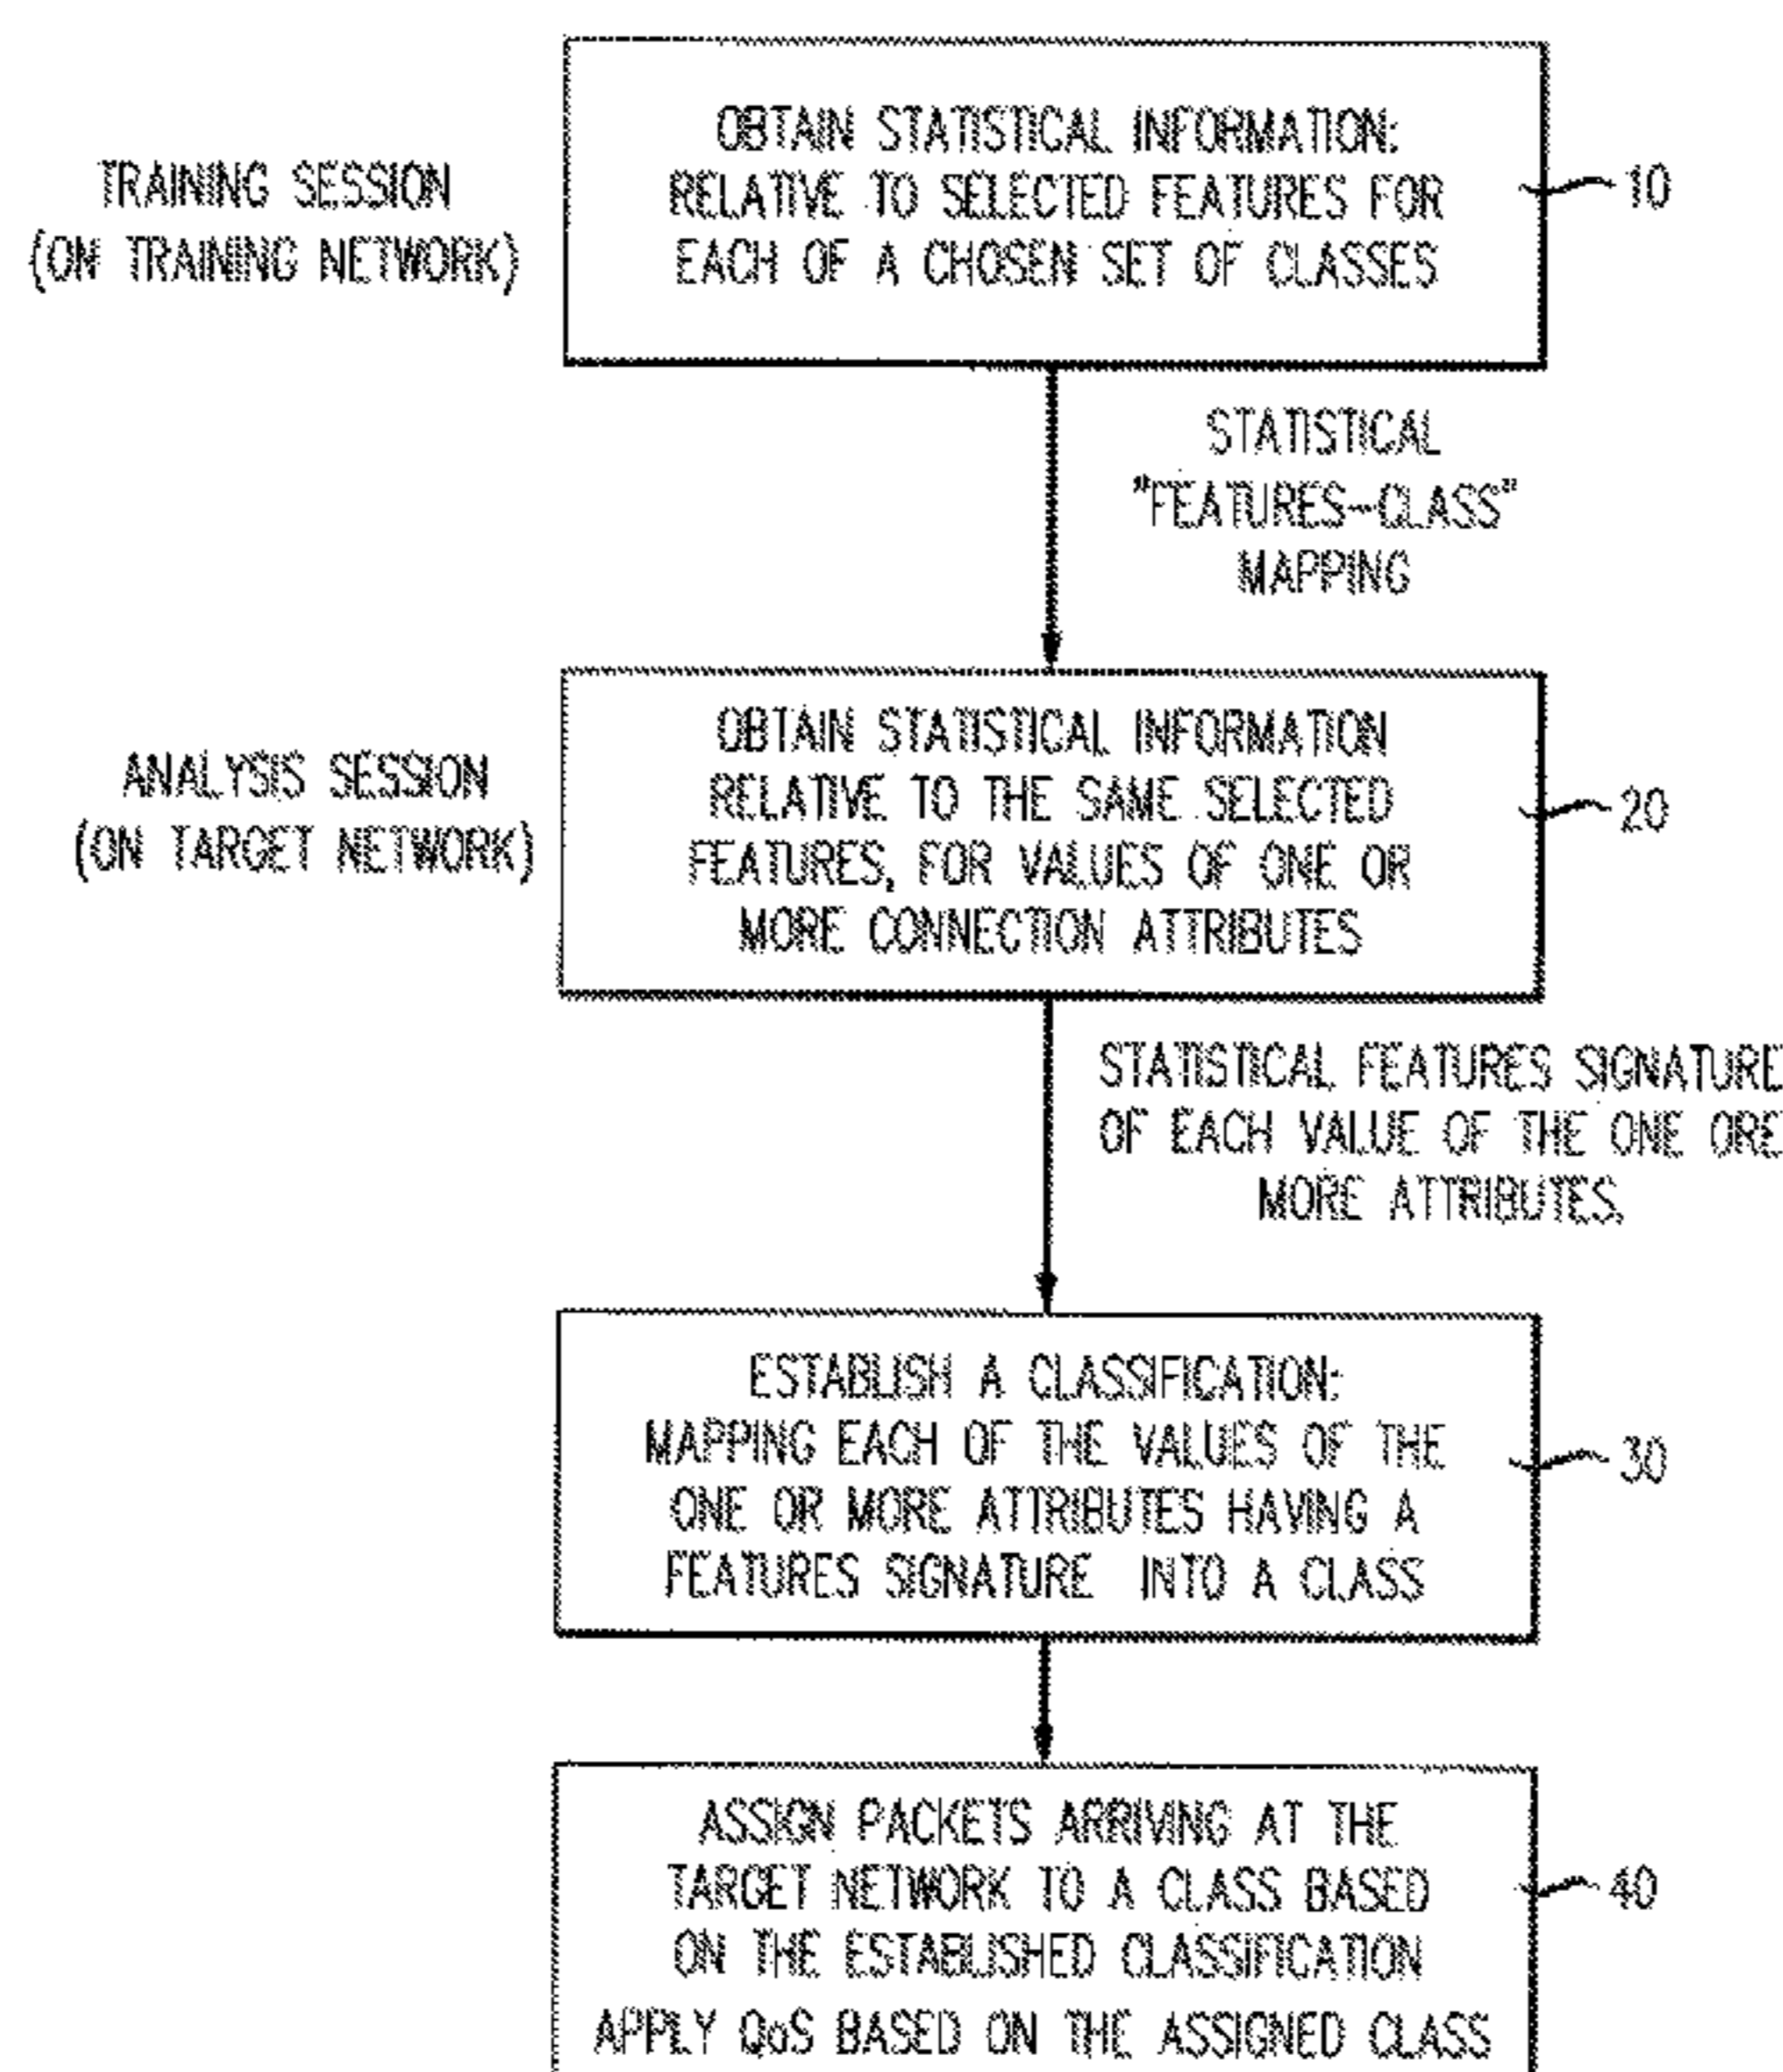 OBTAIN STATISTICAL INFORMATION:
RELATIVE TO SELECTED FEATURES FOR
EACH OF A CHOSEN SET OF CLASSES
10
TRAINING SESSION
(ON TRAINING NETWORK)
STATISTICAL
"FEATURES-CLASS"
MAPPING
OBTAIN STATISTICAL INFORMATION
RELATIVE TO THE SAME SELECTED
FEATURES, FOR VALUES OF ONE OR
MORE CONNECTION ATTRIBUTES
20
ANALYSIS SESSION
(ON TARGET NETWORK)
STATISTICAL FEATURES SIGNATURE
OF EACH VALUE OF THE ONE ORE
MORE ATTRIBUTES.
ESTABLISH A CLASSIFICATION:
MAPPING EACH OF THE VALUES OF THE
ONE OR MORE ATTRIBUTES HAVING A
FEATURES SIGNATURE INTO A CLASS
30
ASSIGN PACKETS ARRIVING AT THE
TARGET NETWORK TO A CLASS BASED
ON THE ESTABLISHED CLASSIFICATION
APPLY QoS BASED ON THE ASSIGNED CLASS
40